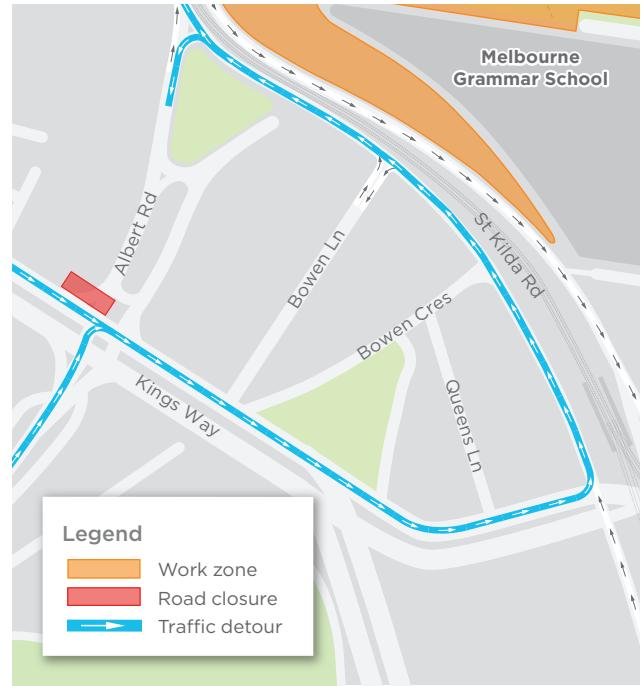 Melbourne
Grammar School
Albert Rd
Bowen Ln
St Kilda Rd
Bowen Cres
Kings Way
Queens Ln
Legend
Work zone
Road closure
Traffic detour